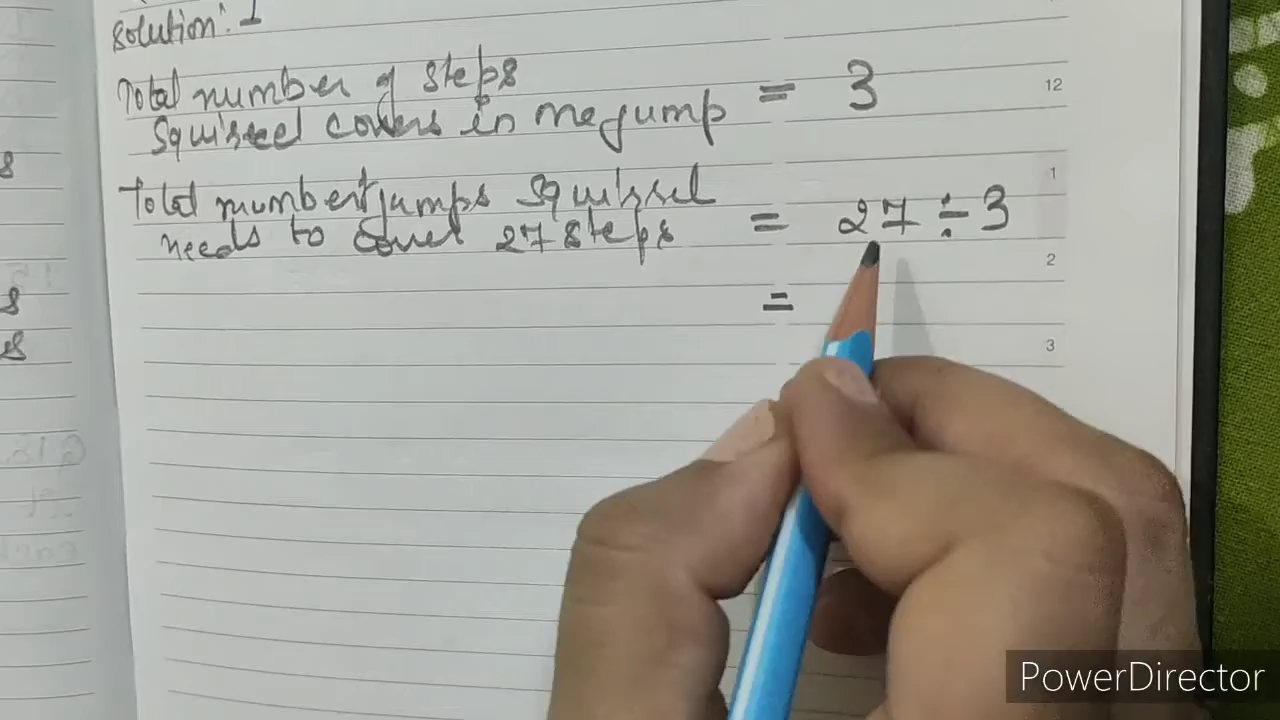 Solution:-
Total number of steps
Squirrel covers in one jump = 3
Total number of jumps Squirrel
needs to cover 27 steps = 27 ÷ 3
=
12
1
2
3
PowerDirector